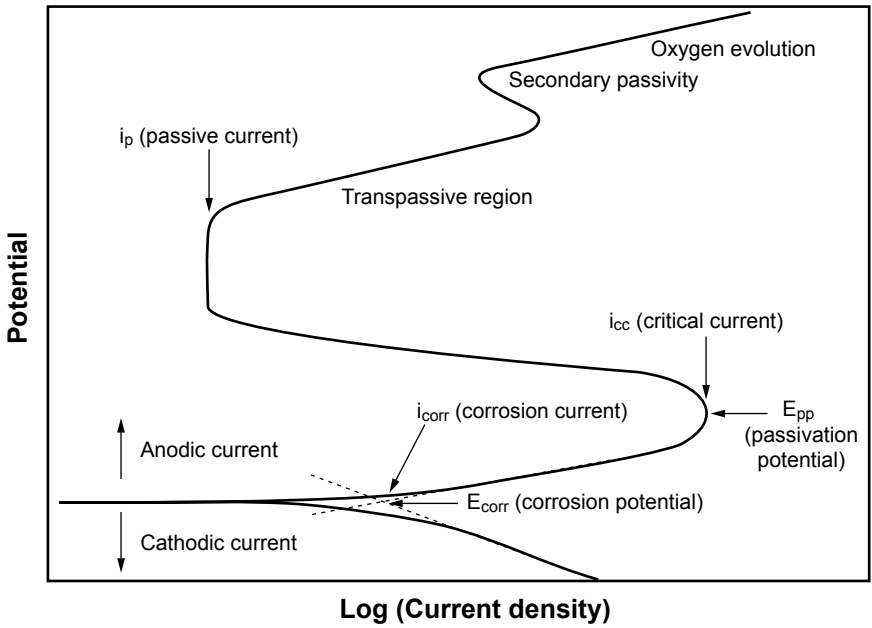 Oxygen evolution
Secondary passivity
ip (passive current)
Transpassive region
Potential
icc (critical current)
icorr (corrosion current)
Epp
(passivation
potential)
Anodic current
Ecorr (corrosion potential)
Cathodic current
Log (Current density)